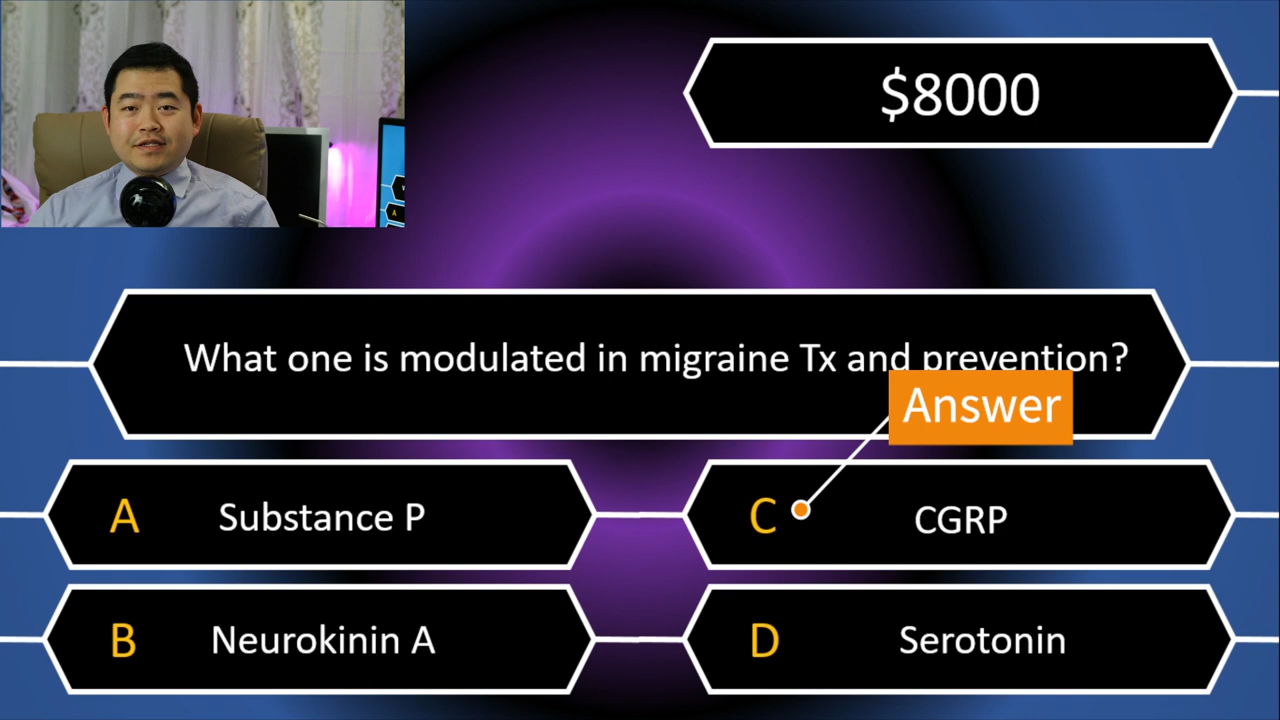 $8000
What one is modulated in migraine Tx and prevention?
Answer
A Substance P
C CGRP
B Neurokinin A
D Serotonin